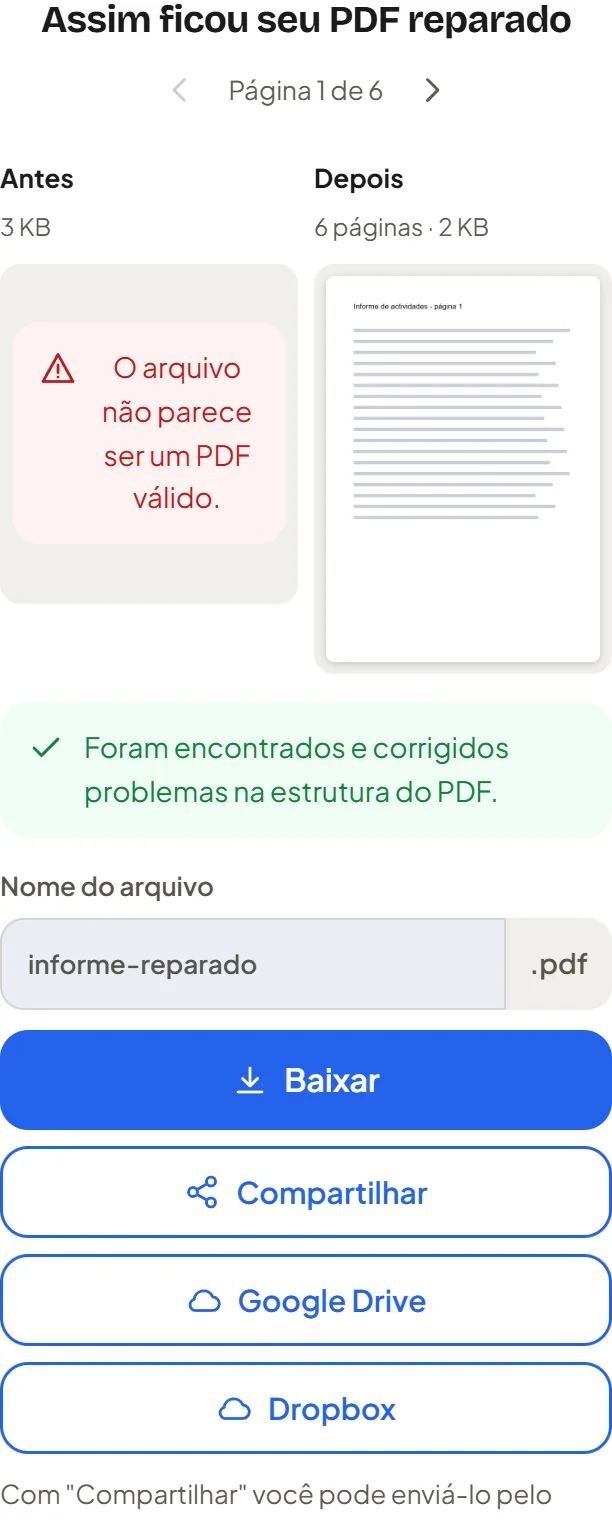 Assim ficou seu PDF reparado
Página 1 de 6
Antes
3 KB
Depois
6 páginas · 2 KB
O arquivo
não parece
ser um PDF
válido.
Informe de actividades - página 1
Foram encontrados e corrigidos
problemas na estrutura do PDF.
Nome do arquivo
informe-reparado
.pdf
Baixar
Compartilhar
Google Drive
Dropbox
Com "Compartilhar" você pode enviá-lo pelo